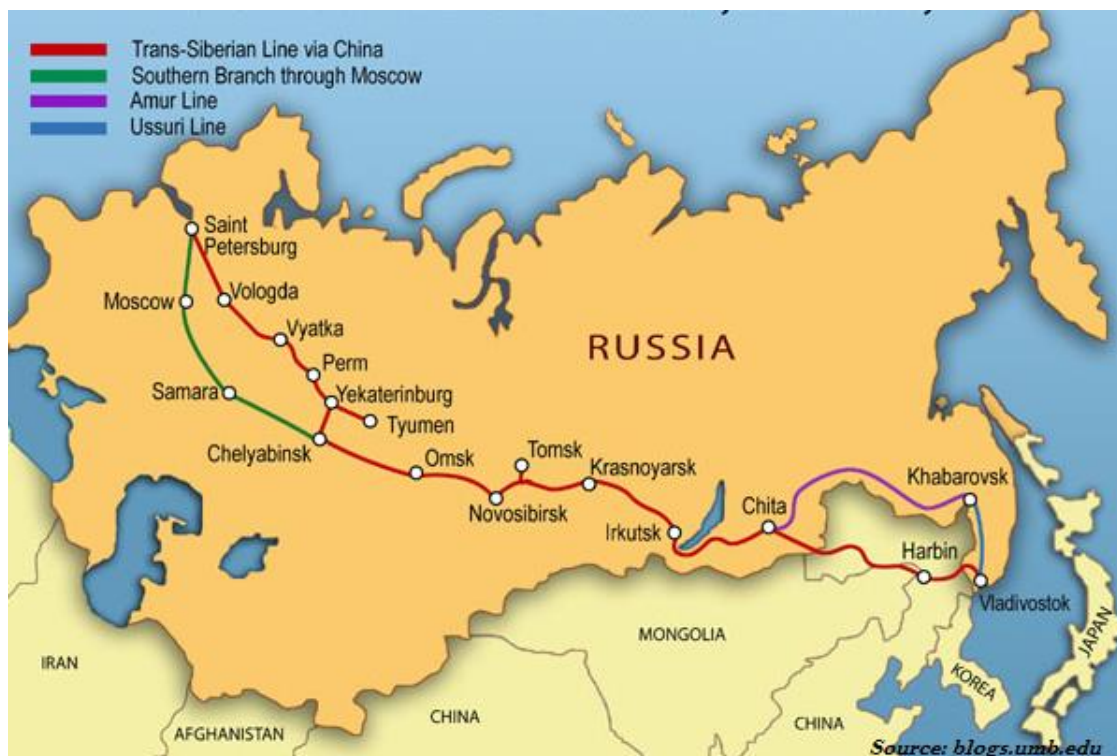 Trans-Siberian Line via China
Southern Branch through Moscow
Amur Line
Ussuri Line
Saint
Petersburg
Moscow
Vologda
Vyatka
Perm
Samara
Yekaterinburg
Tyumen
Chelyabinsk
Omsk
Tomsk
Novosibirsk
Krasnoyarsk
RUSSIA
Irkutsk
Chita
Khabarovsk
Harbin
Vladivostok
IRAN
AFGHANISTAN
CHINA
MONGOLIA
CHINA
KOREA
JAPAN
Source: blogs.umb.edu